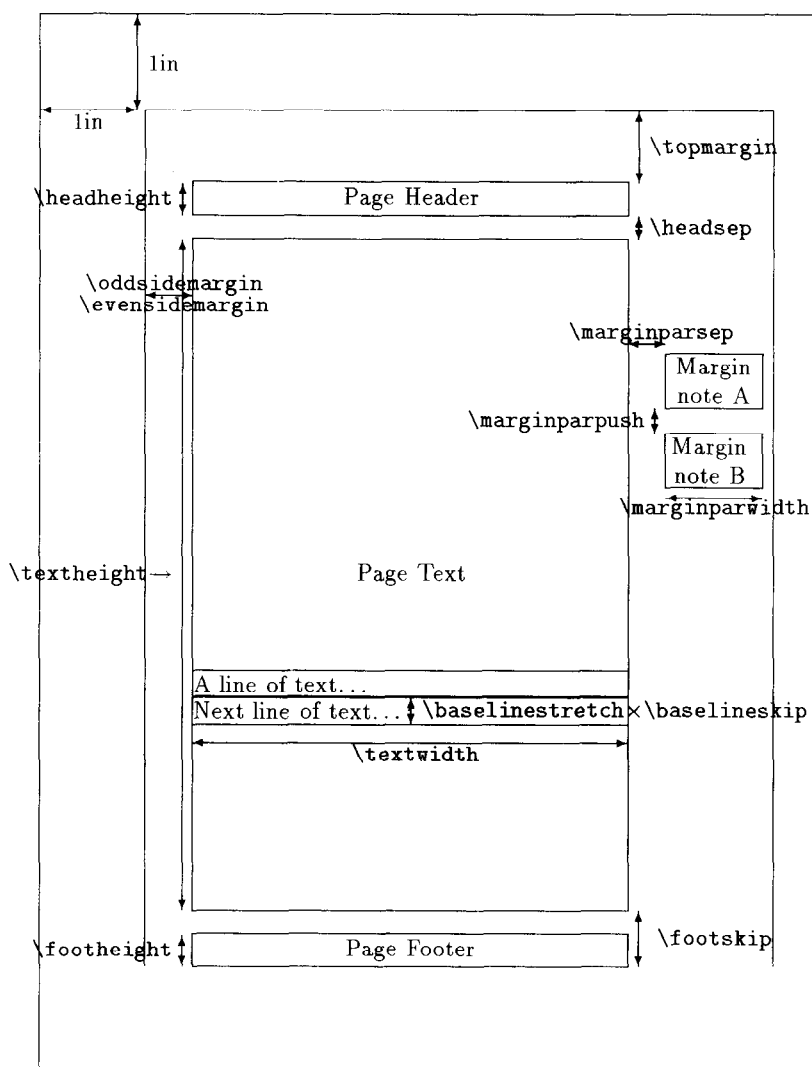 1in
1in
\topmargin
\headheight
Page Header
\headsep
\oddsidemargin
\evensidemargin
\marginparsep
Margin
note A
\marginparpush
Margin
note B
\marginparwidth
\textheight→
Page Text
A line of text...
Next line of text... \baselinestretch×\baselineskip
\textwidth
\footheight
Page Footer
\footskip